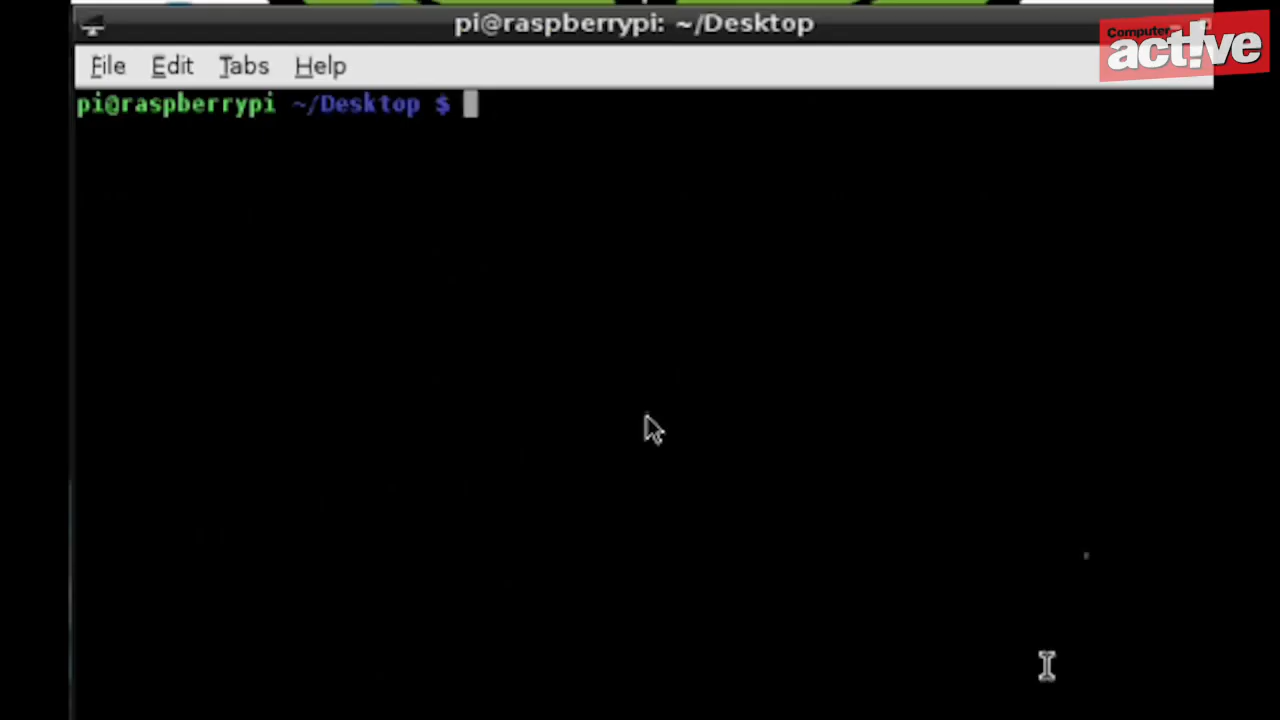 pi@raspberrypi: ~/Desktop
Computer
act!ve
File Edit Tabs Help
pi@raspberrypi ~/Desktop $